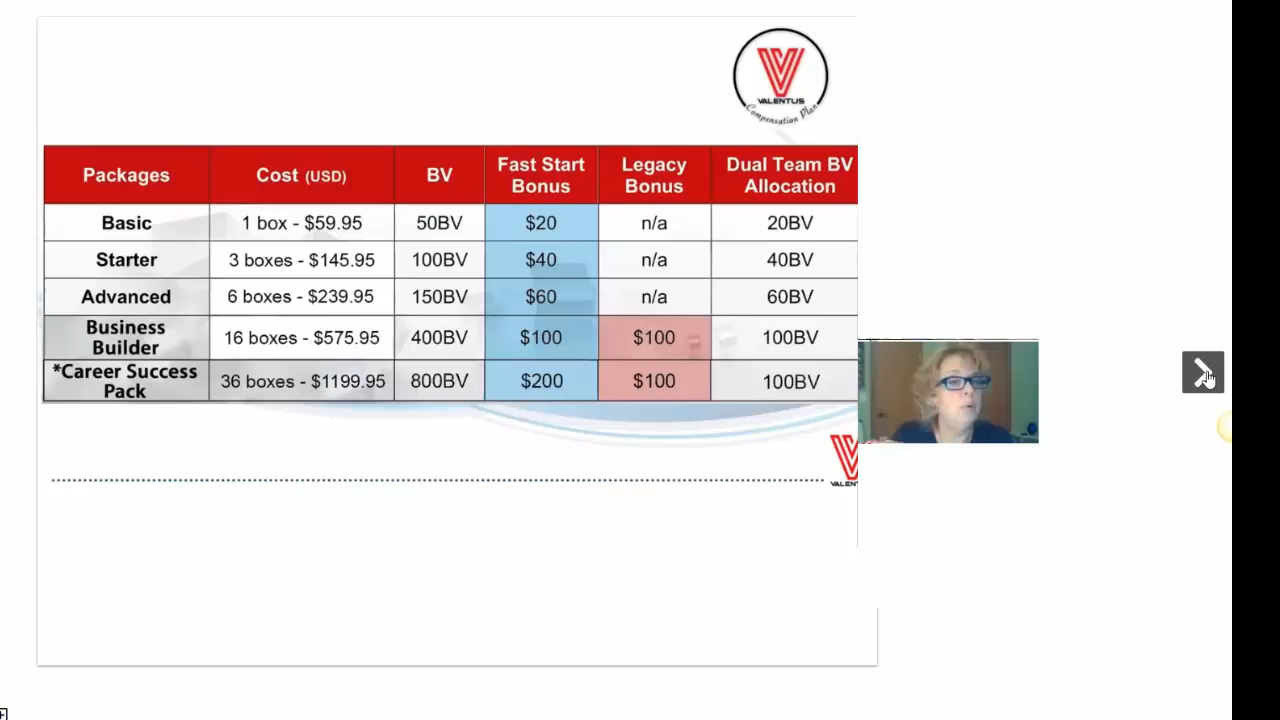 VALENTUS
Compensation Plan
Packages Cost (USD) BV Fast Start Bonus Legacy Bonus Dual Team BV Allocation
Basic 1 box - $59.95 50BV $20 n/a 20BV
Starter 3 boxes - $145.95 100BV $40 n/a 40BV
Advanced 6 boxes - $239.95 150BV $60 n/a 60BV
Business Builder 16 boxes - $575.95 400BV $100 $100 100BV
*Career Success Pack 36 boxes - $1199.95 800BV $200 $100 100BV
VALEN